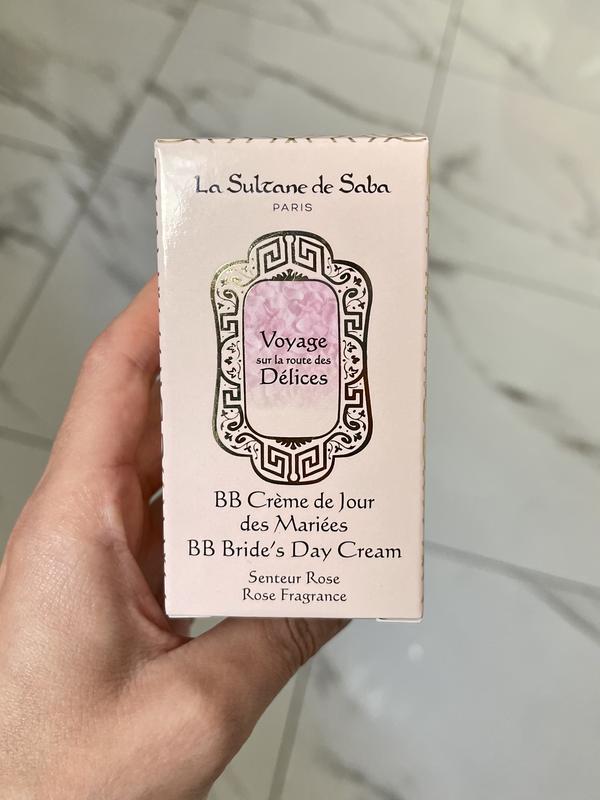 La Sultane de Saba
PARIS
Voyage
sur la route des
Délices
BB Crème de Jour
des Mariées
BB Bride's Day Cream
Senteur Rose
Rose Fragrance